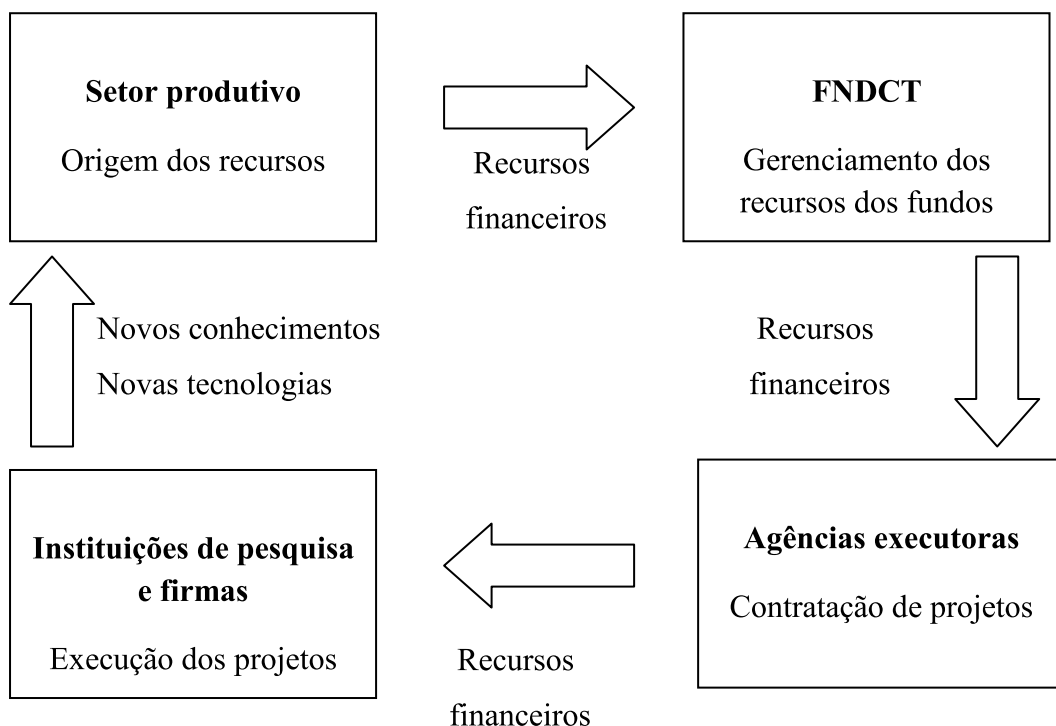 Setor produtivo
Origem dos recursos
Recursos
financeiros
FNDCT
Gerenciamento dos
recursos dos fundos
Recursos
financeiros
Agências executoras
Contratação de projetos
Recursos
financeiros
Instituições de pesquisa
e firmas
Execução dos projetos
Novos conhecimentos
Novas tecnologias